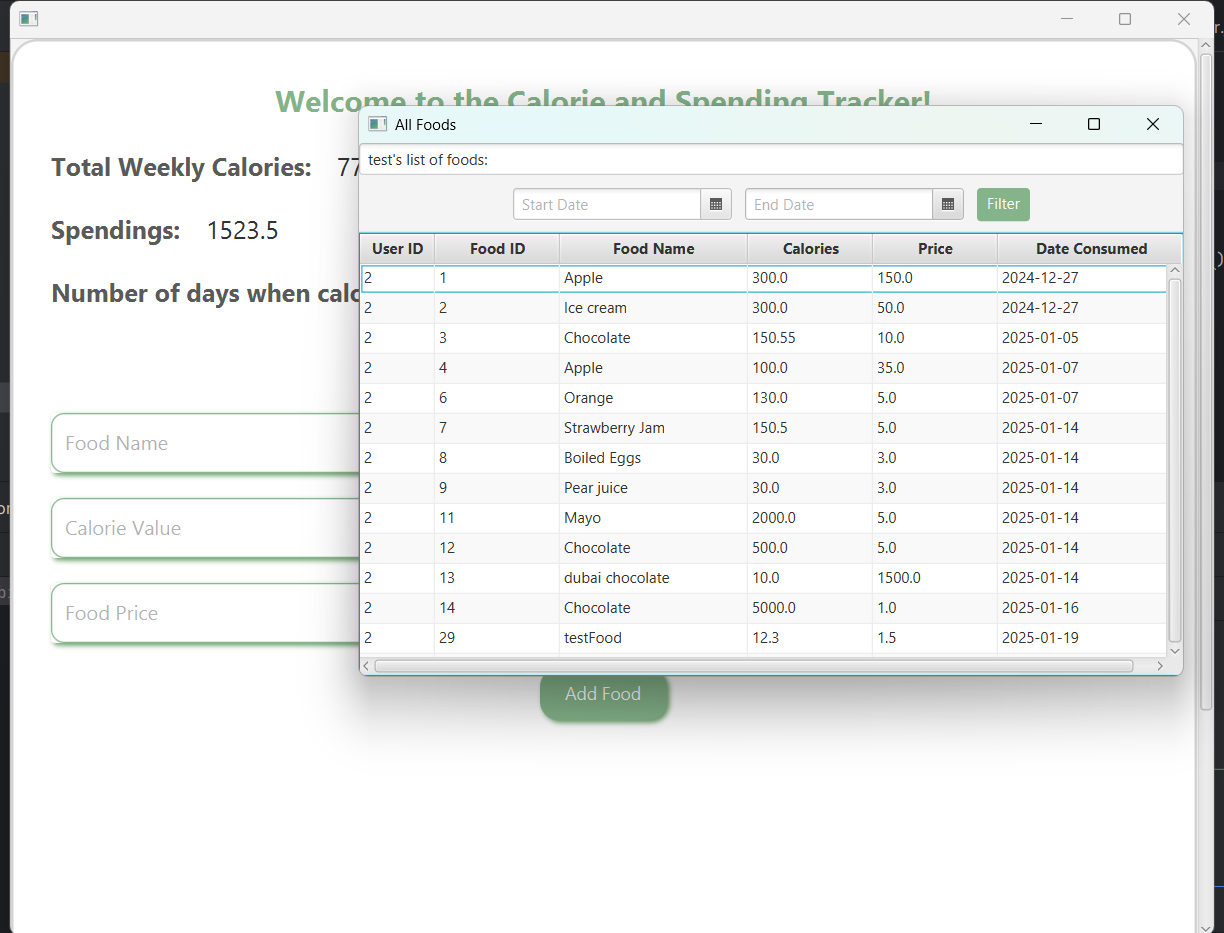 Welcome to the Calorie and Spending Tracker!
Total Weekly Calories: 77
Spendings: 1523.5
Number of days when calo
Food Name
Calorie Value
Food Price
Add Food
All Foods
test's list of foods:
Start Date End Date Filter
User ID Food ID Food Name Calories Price Date Consumed
2 1 Apple 300.0 150.0 2024-12-27
2 2 Ice cream 300.0 50.0 2024-12-27
2 3 Chocolate 150.55 10.0 2025-01-05
2 4 Apple 100.0 35.0 2025-01-07
2 6 Orange 130.0 5.0 2025-01-07
2 7 Strawberry Jam 150.5 5.0 2025-01-14
2 8 Boiled Eggs 30.0 3.0 2025-01-14
2 9 Pear juice 30.0 3.0 2025-01-14
2 11 Mayo 2000.0 5.0 2025-01-14
2 12 Chocolate 500.0 5.0 2025-01-14
2 13 dubai chocolate 10.0 1500.0 2025-01-14
2 14 Chocolate 5000.0 1.0 2025-01-16
2 29 testFood 12.3 1.5 2025-01-19